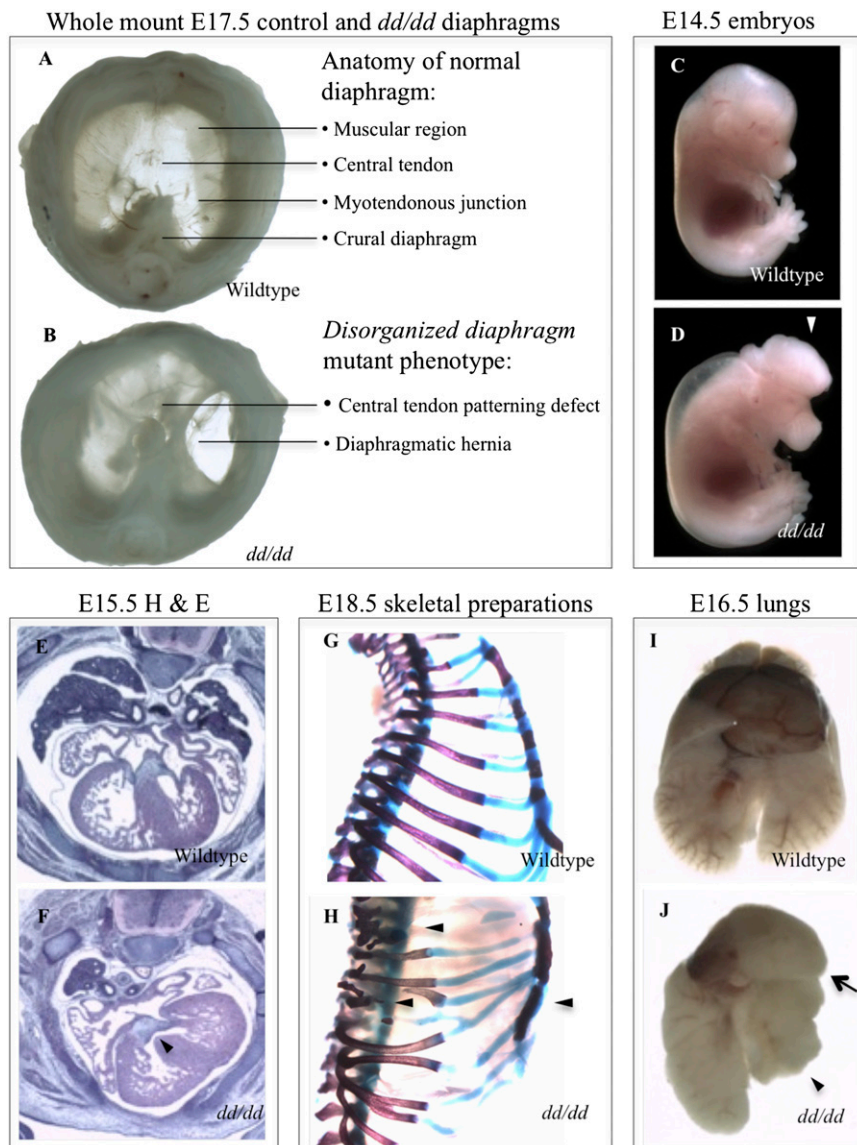 Whole mount E17.5 control and dd/dd diaphragms
A
Anatomy of normal
diaphragm:
• Muscular region
• Central tendon
• Myotendonous junction
• Crural diaphragm
Wildtype
B
Disorganized diaphragm
mutant phenotype:
• Central tendon patterning defect
• Diaphragmatic hernia
dd/dd
E14.5 embryos
C
Wildtype
D
dd/dd
E15.5 H & E
E
Wildtype
F
dd/dd
E18.5 skeletal preparations
G
Wildtype
H
dd/dd
E16.5 lungs
I
Wildtype
J
dd/dd